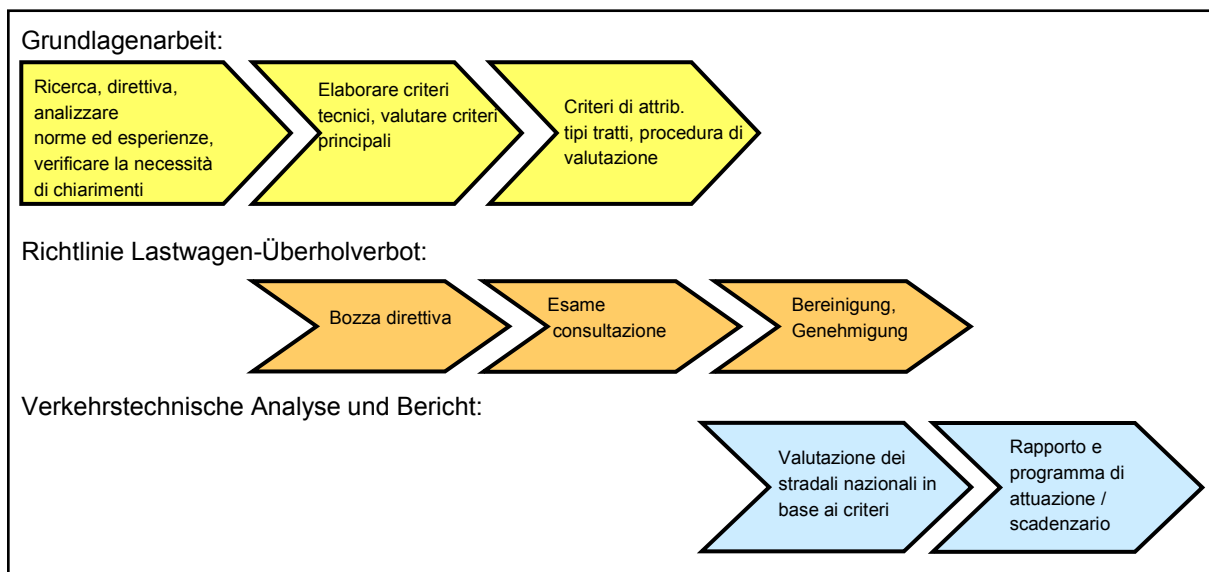 Grundlagenarbeit:
Ricerca, direttiva,
analizzare
norme ed esperienze,
verificare la necessità
di chiarimenti
Elaborare criteri
tecnici, valutare criteri
principali
Criteri di attrib.
tipi tratti, procedura di
valutazione
Richtlinie Lastwagen-Überholverbot:
Bozza direttiva
Esame
consultazione
Bereinigung,
Genehmigung
Verkehrstechnische Analyse und Bericht:
Valutazione dei
stradali nazionali in
base ai criteri
Rapporto e
programma di
attuazione /
scadenzario